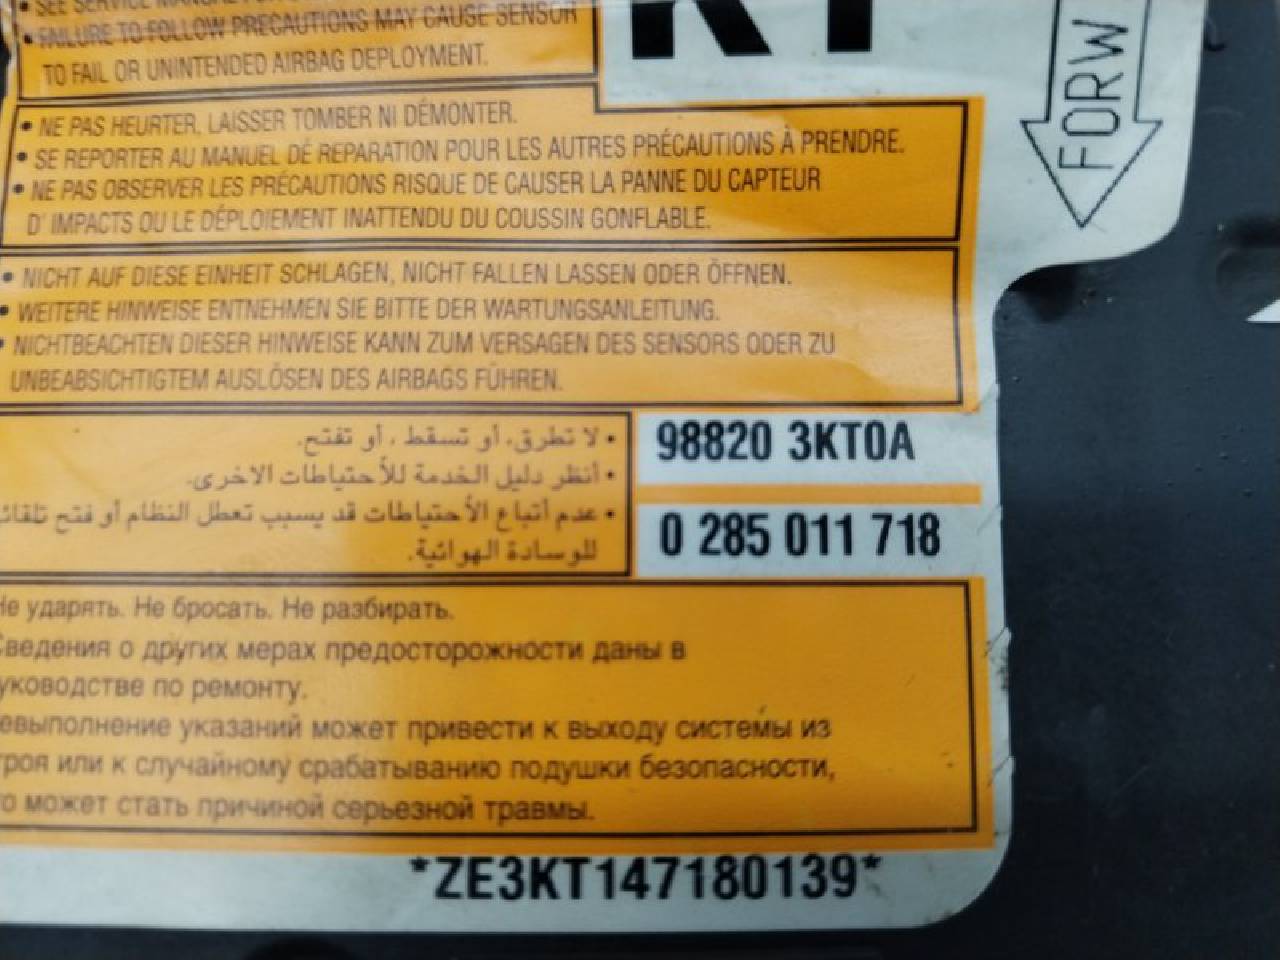 • SEE SERVICE MANUAL FOR
• FAILURE TO FOLLOW PRECAUTIONS MAY CAUSE SENSOR
TO FAIL OR UNINTENDED AIRBAG DEPLOYMENT.
KT
FORW
• NE PAS HEURTER, LAISSER TOMBER NI DÉMONTER.
• SE REPORTER AU MANUEL DE REPARATION POUR LES AUTRES PRÉCAUTIONS À PRENDRE.
• NE PAS OBSERVER LES PRÉCAUTIONS RISQUE DE CAUSER LA PANNE DU CAPTEUR
D' IMPACTS OU LE DÉPLOIEMENT INATTENDU DU COUSSIN GONFLABLE.
• NICHT AUF DIESE EINHEIT SCHLAGEN, NICHT FALLEN LASSEN ODER ÖFFNEN.
• WEITERE HINWEISE ENTNEHMEN SIE BITTE DER WARTUNGSANLEITUNG.
• NICHTBEACHTEN DIESER HINWEISE KANN ZUM VERSAGEN DES SENSORS ODER ZU
UNBEABSICHTIGTEM AUSLÖSEN DES AIRBAGS FÜHREN.
• لا تطرق، أو تسقط ، أو تفتح.
• أنظر دليل الخدمة للأحتياطات الاخرى.
• عدم أتباع الأحتياطات قد يسبب تعطل النظام أو فتح تلقائ
للوسادة الهوائية.
98820 3KT0A
0 285 011 718
Не ударять. Не бросать. Не разбирать.
Сведения о других мерах предосторожности даны в
уководстве по ремонту.
евыполнение указаний может привести к выходу системы из
троя или к случайному срабатыванию подушки безопасности,
то может стать причиной серьезной травмы.
*ZE3KT147180139*